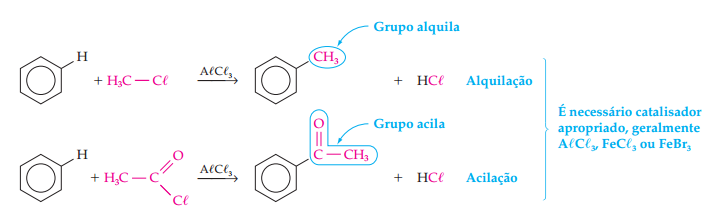 Grupo alquila
H
CH₃
+ H₃C — Cℓ
AℓCℓ₃
+ HCℓ
Alquilação
É necessário catalisador
apropriado, geralmente
AℓCℓ₃, FeCℓ₃ ou FeBr₃
Grupo acila
O
C — CH₃
H
O
+ H₃C — C
Cℓ
AℓCℓ₃
+ HCℓ
Acilação